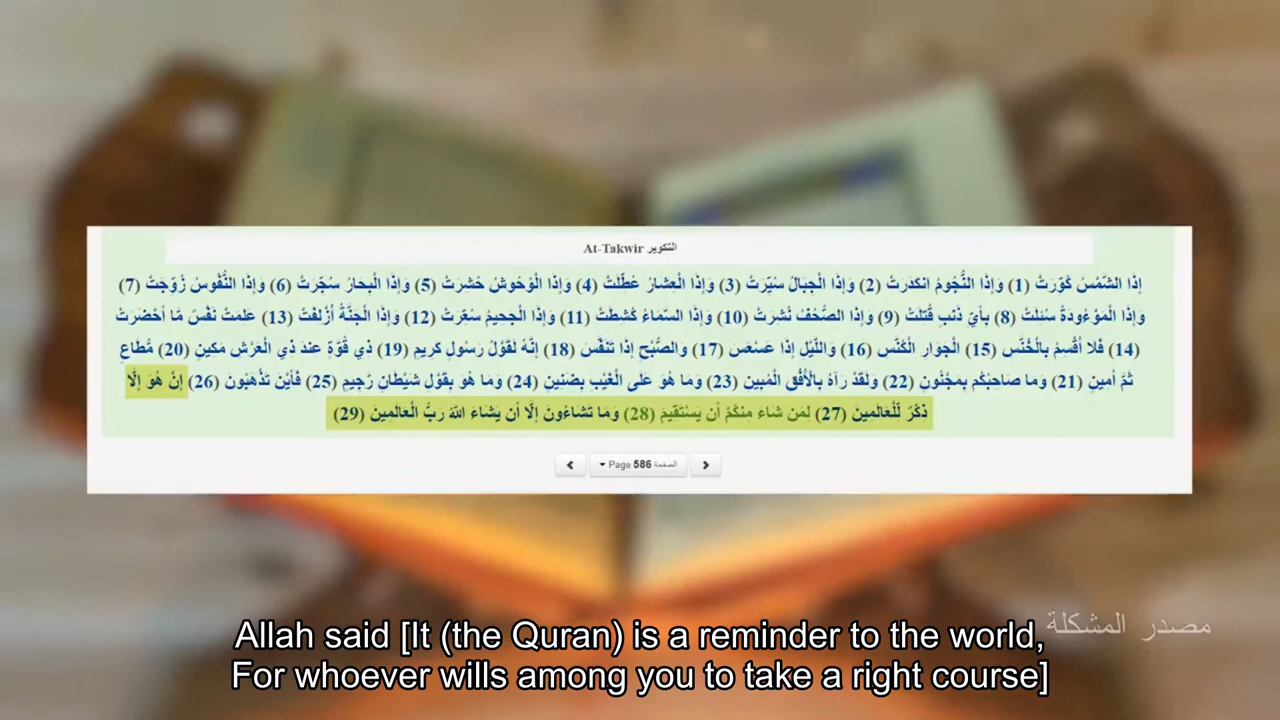 At-Takwir التكوير
إِذَا الشَّمْسُ كُوِّرَتْ (1) وَإِذَا النُّجُومُ انكَدَرَتْ (2) وَإِذَا الْجِبَالُ سُيِّرَتْ (3) وَإِذَا الْعِشَارُ عُطِّلَتْ (4) وَإِذَا الْوُحُوشُ حُشِرَتْ (5) وَإِذَا الْبِحَارُ سُجِّرَتْ (6) وَإِذَا النُّفُوسُ زُوِّجَتْ (7)
وَإِذَا الْمَوْءُودَةُ سُئِلَتْ (8) بِأَيِّ ذَنبٍ قُتِلَتْ (9) وَإِذَا الصُّحُفُ نُشِرَتْ (10) وَإِذَا السَّمَاءُ كُشِطَتْ (11) وَإِذَا الْجَحِيمُ سُعِّرَتْ (12) وَإِذَا الْجَنَّةُ أُزْلِفَتْ (13) عَلِمَتْ نَفْسٌ مَا أَحْضَرَتْ
(14) فَلَا أُقْسِمُ بِالْخُنَّسِ (15) الْجَوَارِ الْكُنَّسِ (16) وَاللَّيْلِ إِذَا عَسْعَسَ (17) وَالصُّبْحِ إِذَا تَنَفَّسَ (18) إِنَّهُ لَقَوْلُ رَسُولٍ كَرِيمٍ (19) ذِي قُوَّةٍ عِندَ ذِي الْعَرْشِ مَكِينٍ (20) مُّطَاعٍ
ثَمَّ أَمِينٍ (21) وَمَا صَاحِبُكُم بِمَجْنُونٍ (22) وَلَقَدْ رَآهُ بِالْأُفُقِ الْمُبِينِ (23) وَمَا هُوَ عَلَى الْغَيْبِ بِضَنِينٍ (24) وَمَا هُوَ بِقَوْلِ شَيْطَانٍ رَّجِيمٍ (25) فَأَيْنَ تَذْهَبُونَ (26) إِنْ هُوَ إِلَّا
ذِكْرٌ لِّلْعَالَمِينَ (27) لِمَن شَاءَ مِنكُمْ أَن يَسْتَقِيمَ (28) وَمَا تَشَاءُونَ إِلَّا أَن يَشَاءَ اللَّهُ رَبُّ الْعَالَمِينَ (29)
Page 586 الصفحة
مصدر المشكلة
Allah said [It (the Quran) is a reminder to the world,
For whoever wills among you to take a right course]